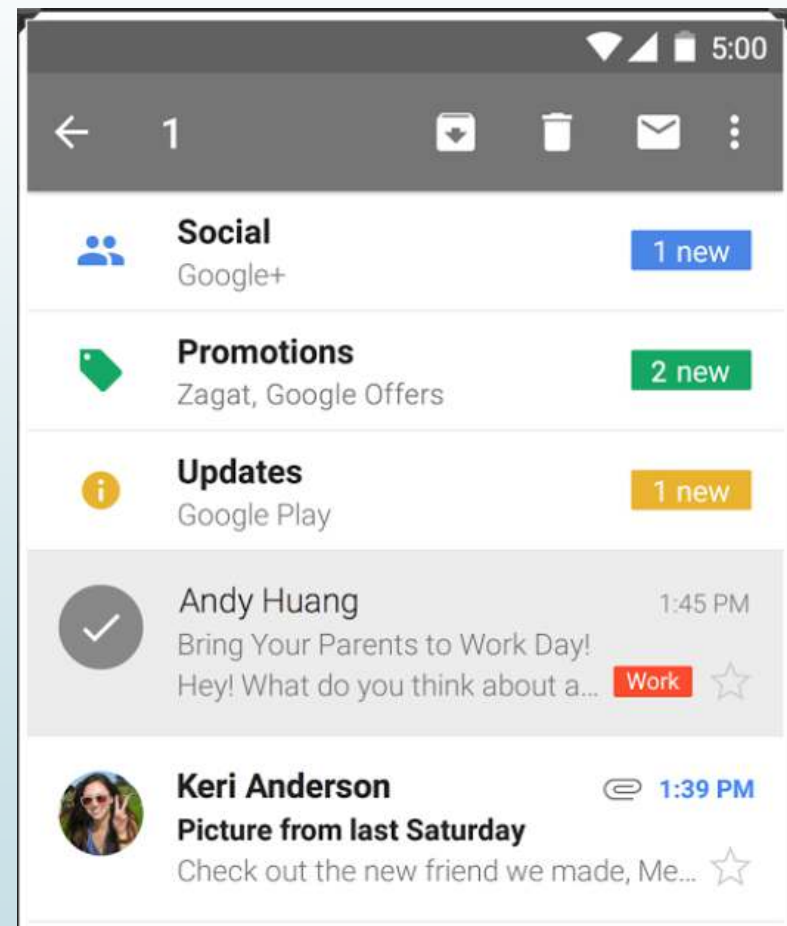 5:00
1
Social
1 new
Google+
Promotions
2 new
Zagat, Google Offers
Updates
1 new
Google Play
Andy Huang
1:45 PM
Bring Your Parents to Work Day!
Hey! What do you think about a... Work
Keri Anderson
1:39 PM
Picture from last Saturday
Check out the new friend we made, Me...